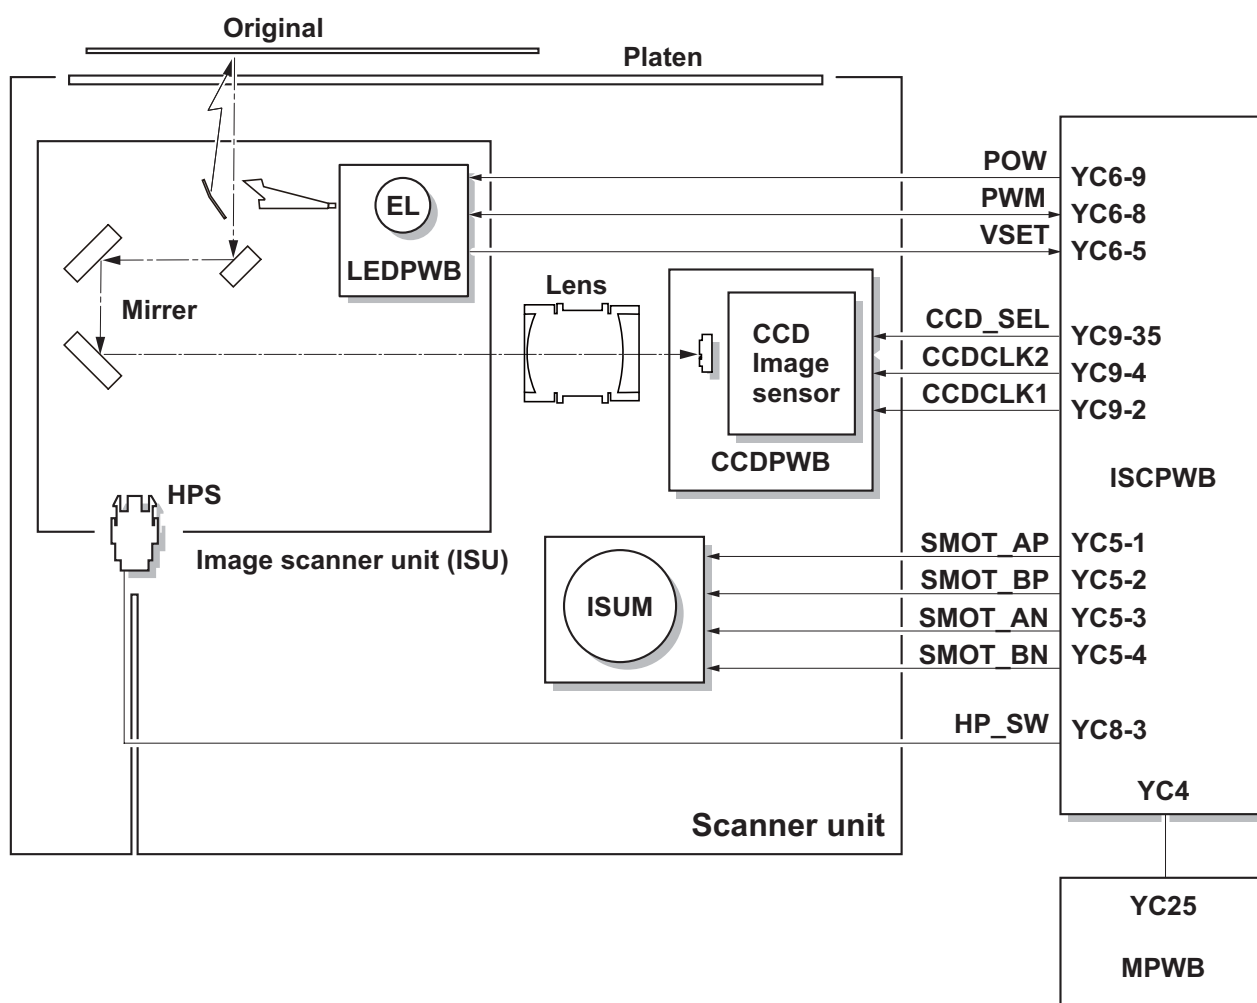 Original
Platen
POW
YC6-9
PWM
YC6-8
VSET
YC6-5
EL
LEDPWB
Lens
Mirrer
CCD
Image
sensor
CCDPWB
CCD_SEL
YC9-35
CCDCLK2
YC9-4
CCDCLK1
YC9-2
ISCPWB
HPS
Image scanner unit (ISU)
ISUM
SMOT_AP
YC5-1
SMOT_BP
YC5-2
SMOT_AN
YC5-3
SMOT_BN
YC5-4
HP_SW
YC8-3
YC4
Scanner unit
YC25
MPWB